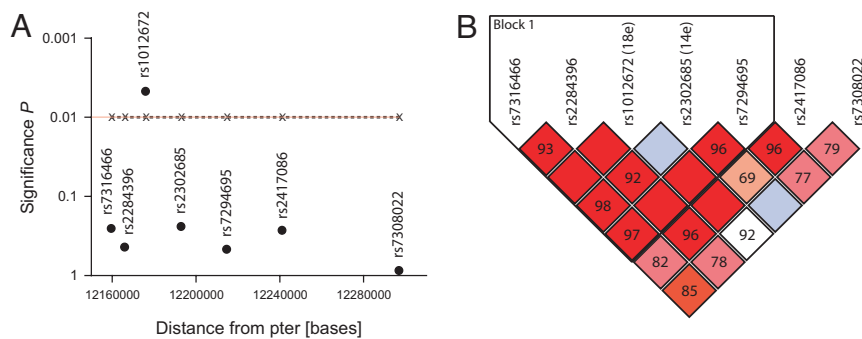 A
0.001
0.01
0.1
1
Significance P
rs7316466
rs2284396
rs1012672
rs2302685
rs7294695
rs2417086
rs7308022
12160000
12200000
12240000
12280000
Distance from pter [bases]
B
Block 1
rs7316466
rs2284396
rs1012672 (18e)
rs2302685 (14e)
rs7294695
rs2417086
rs7308022
93
96
96
79
92
69
77
98
97
96
92
82
78
85